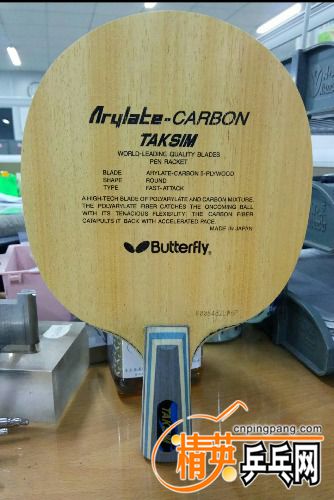 Arylate-CARBON
TAKSIM
WORLD-LEADING QUALITY BLADES
PEN RACKET
BLADE ARYLATE-CARBON 5-PLYWOOD
SHAPE ROUND
TYPE FAST-ATTACK
A HIGH-TECH BLADE OF POLYARYLATE AND CARBON MIXTURE.
THE POLYARYLATE FIBER CATCHES THE ONCOMING BALL
WITH ITS TENACIOUS FLEXIBILITY. THE CARBON FIBER
CATAPULTS IT BACK WITH ACCELERATED PACE.
MADE IN JAPAN
Butterfly
TAKSIM
cnpingpang.com
精英乒乓网